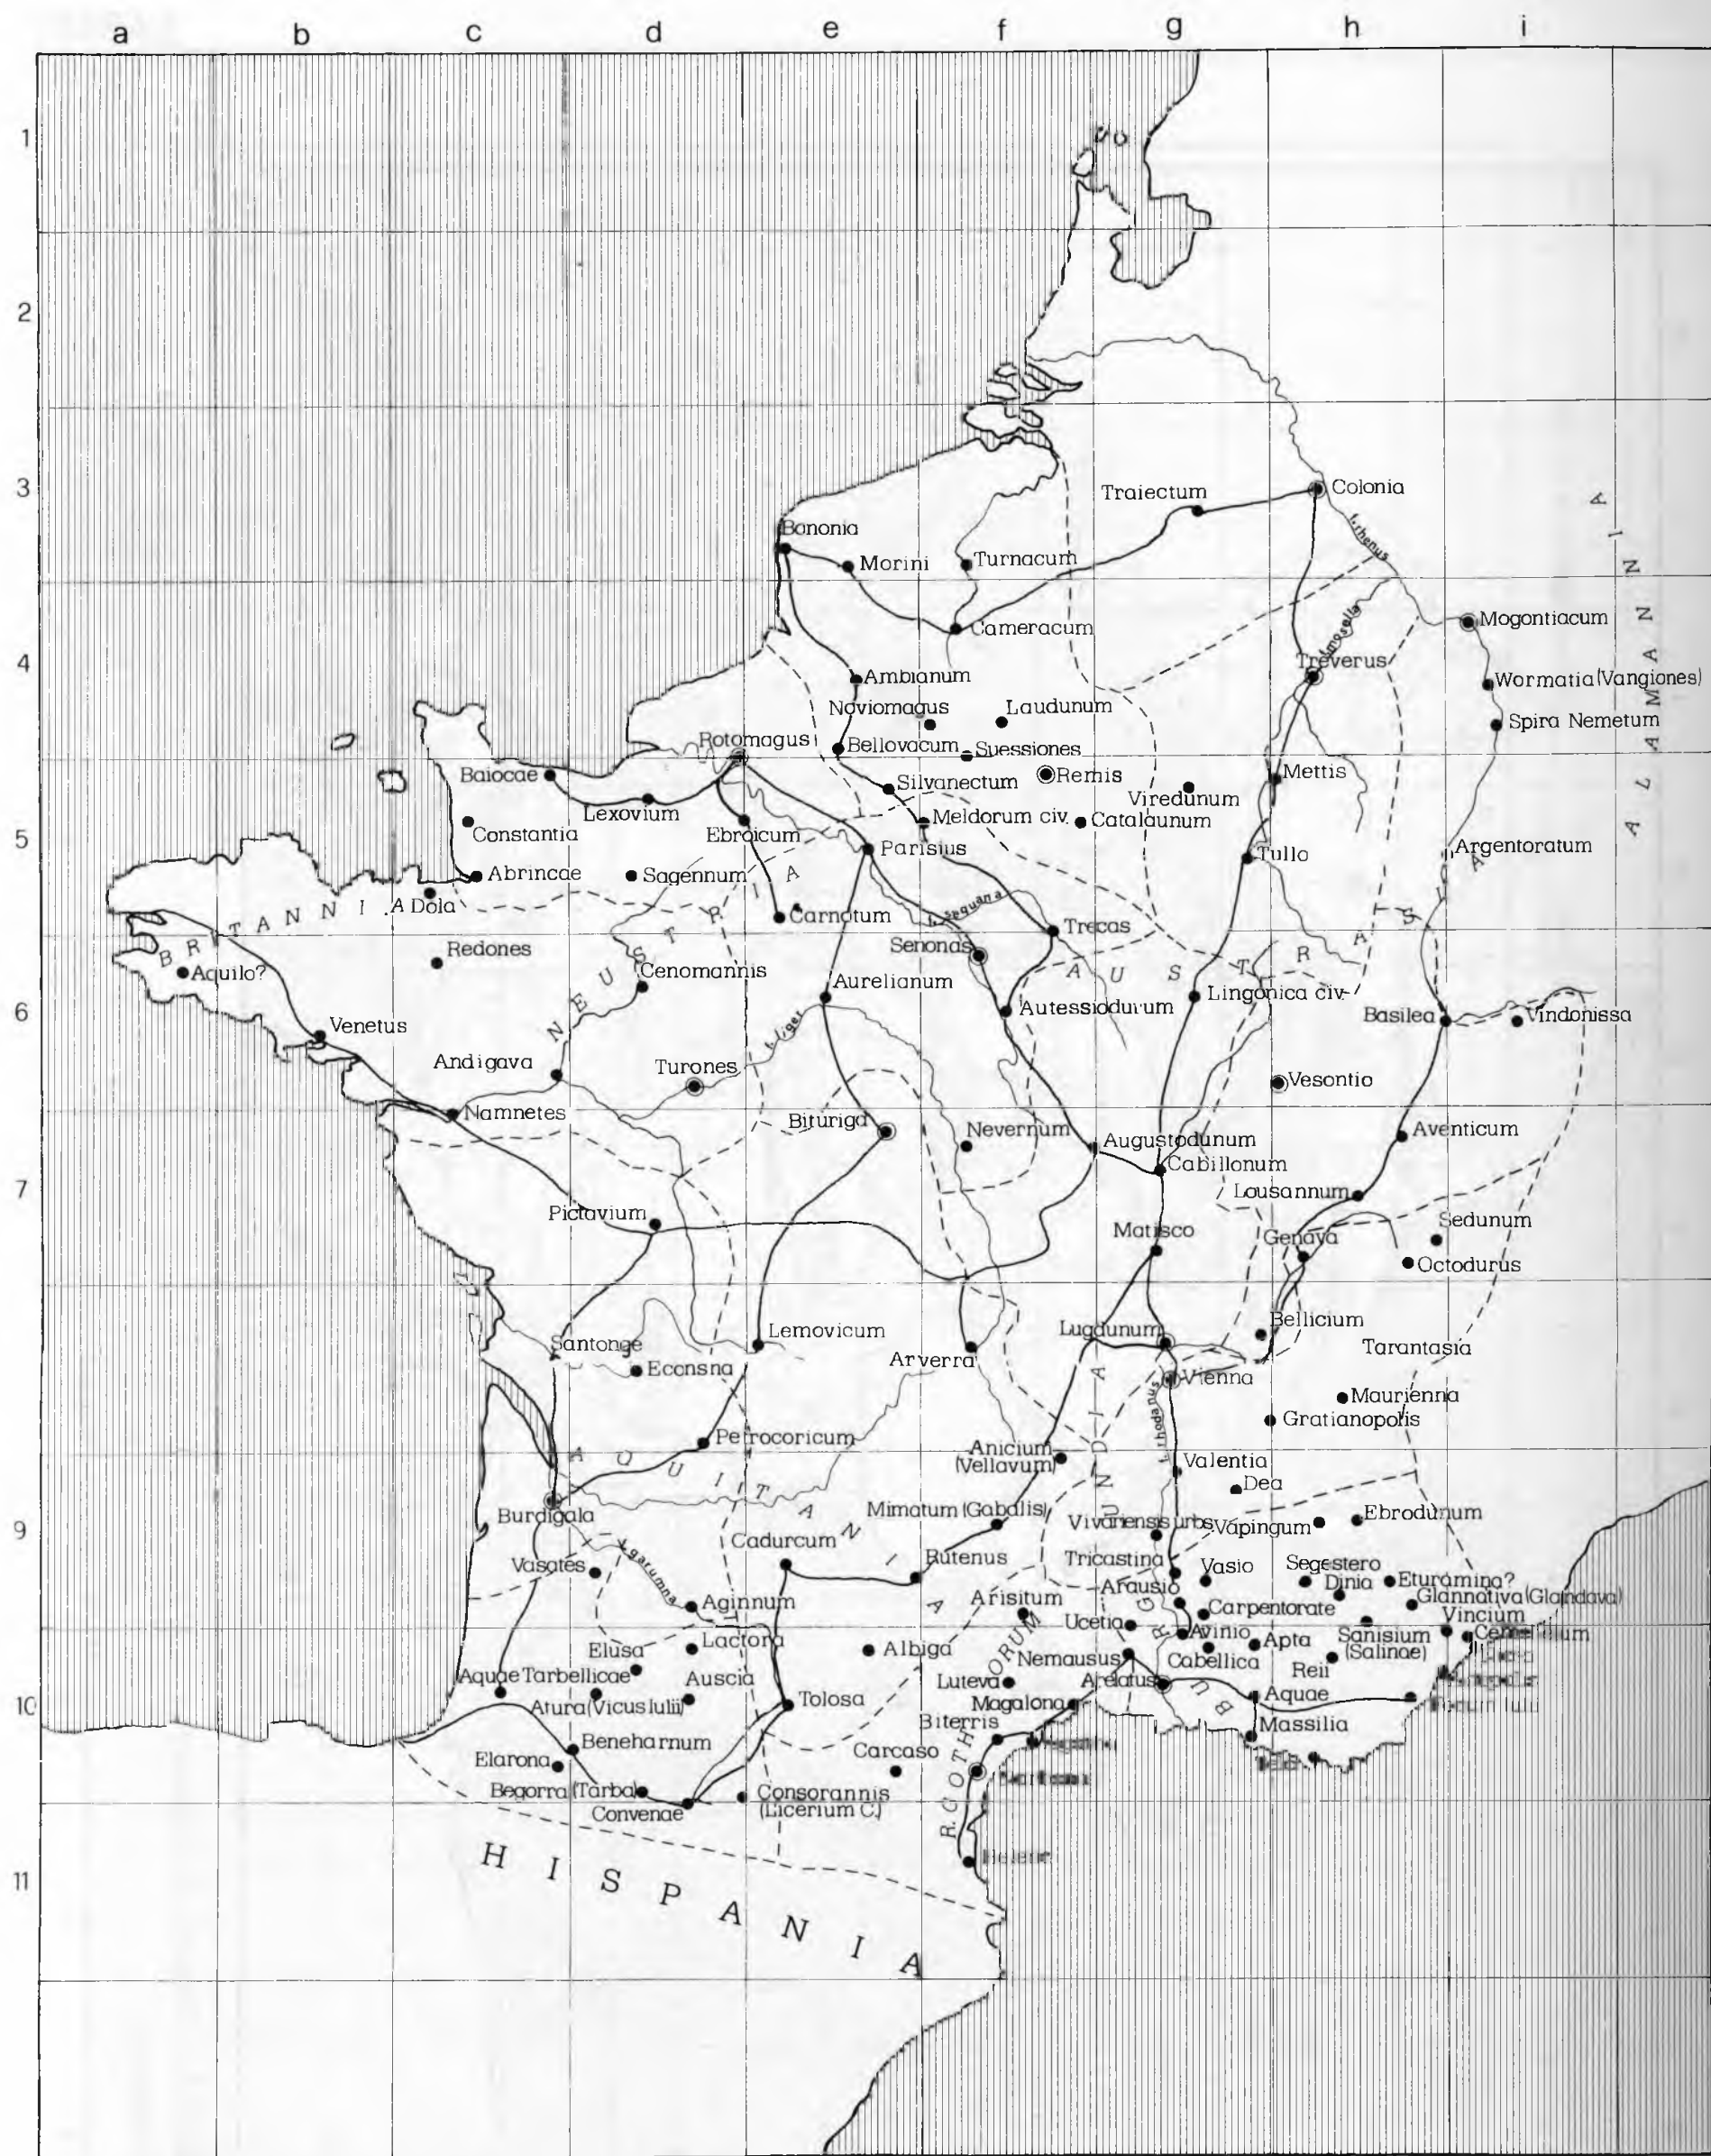 a b c d e f g h i
1
2
3
4
5
6
7
9
10
11
Traiectum
Colonia
f. rhenus
Bononia
Morini
Turnacum
Cameracum
Mogontiacum
f. mosella
Treverus
Ambianum
Wormatia (Vangiones)
Noviomagus
Laudunum
Spira Nemetum
Rotomagus
Bellovacum
Suessiones
Baiocae
Remis
Mettis
Silvanectum
Viredunum
Lexovium
Constantia
Ebroicum
Meldorum civ.
Catalaunum
Parisius
Tullo
Argentoratum
Abrincae
Sagennum
Dola
Carnotum
f. sequana
Trecas
Senonas
Redones
Aquilo?
Cenomannis
Aurelianum
Autessiodurum
Lingonica civ.
Basilea
Vindonissa
Venetus
f. liger
Andigava
Turones
Vesontio
Namnetes
Bituriga
Nevernum
Augustodunum
Aventicum
Cabillonum
Lousannum
Pictavium
Matisco
Sedunum
Genava
Octodurus
Lemovicum
Lugdunum
Bellicium
Santonge
Econsna
Arverra
Tarantasia
Vienna
f. rhodanus
Maurienna
Gratianopolis
Petrocoricum
Anicium
(Vellavum)
Valentia
Dea
Burdigala
Mimatum (Gabalis)
Vivariensis urbs
Vapingum
Ebrodunum
Cadurcum
f. garumna
Vasates
Rutenus
Tricastina
Vasio
Segestero
Dinia
Eturamina?
Arausio
Glannativa (Glandava)
Aginnum
Arisitum
Ucetia
Carpentorate
Vincium
Lactora
Avinio
Apta
Sanisium
(Salinae)
Elusa
Albiga
Nemausus
Cabellica
Reii
Aquae Tarbellicae
Auscia
Luteva
Arelatus
Aquae
Atura (Vicus Iulii)
Tolosa
Magalona
Massilia
Beneharnum
Biterris
Elarona
Carcaso
Begorra (Tarba)
Consorannis
(Licerium C.)
Convenae
BRITANNIA
NEUSTRIA
AUSTRASIA
ALAMANNIA
AQUITANIA
BURGUNDIA
R. GOTHORUM
HISPANIA